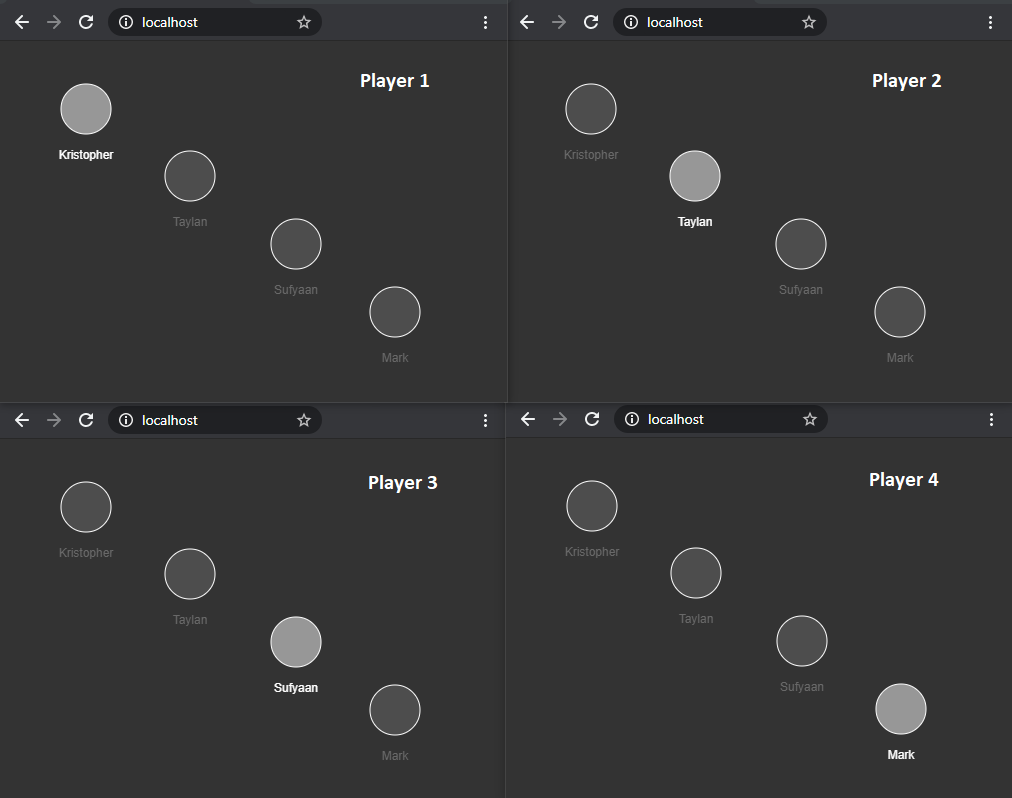 localhost
Player 1
Kristopher
Taylan
Sufyaan
Mark
localhost
Player 2
Kristopher
Taylan
Sufyaan
Mark
localhost
Player 3
Kristopher
Taylan
Sufyaan
Mark
localhost
Player 4
Kristopher
Taylan
Sufyaan
Mark